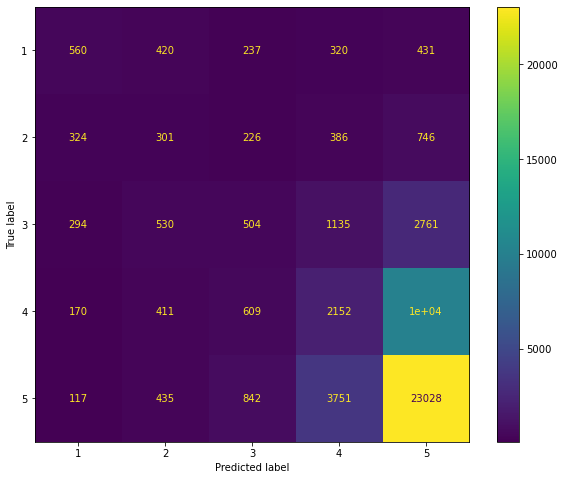 1 560 420 237 320 431
2 324 301 226 386 746
3 294 530 504 1135 2761
4 170 411 609 2152 1e+04
5 117 435 842 3751 23028
1 2 3 4 5
Predicted label
True label
20000
15000
10000
5000